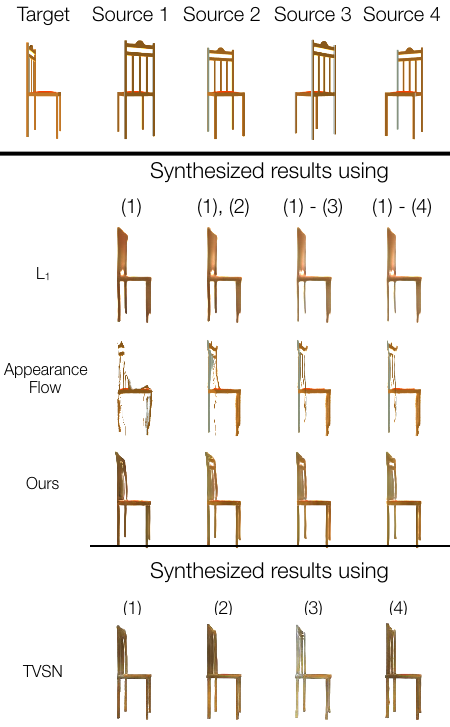 Target Source 1 Source 2 Source 3 Source 4
Synthesized results using
(1) (1), (2) (1) - (3) (1) - (4)
L₁
Appearance
Flow
Ours
Synthesized results using
(1) (2) (3) (4)
TVSN